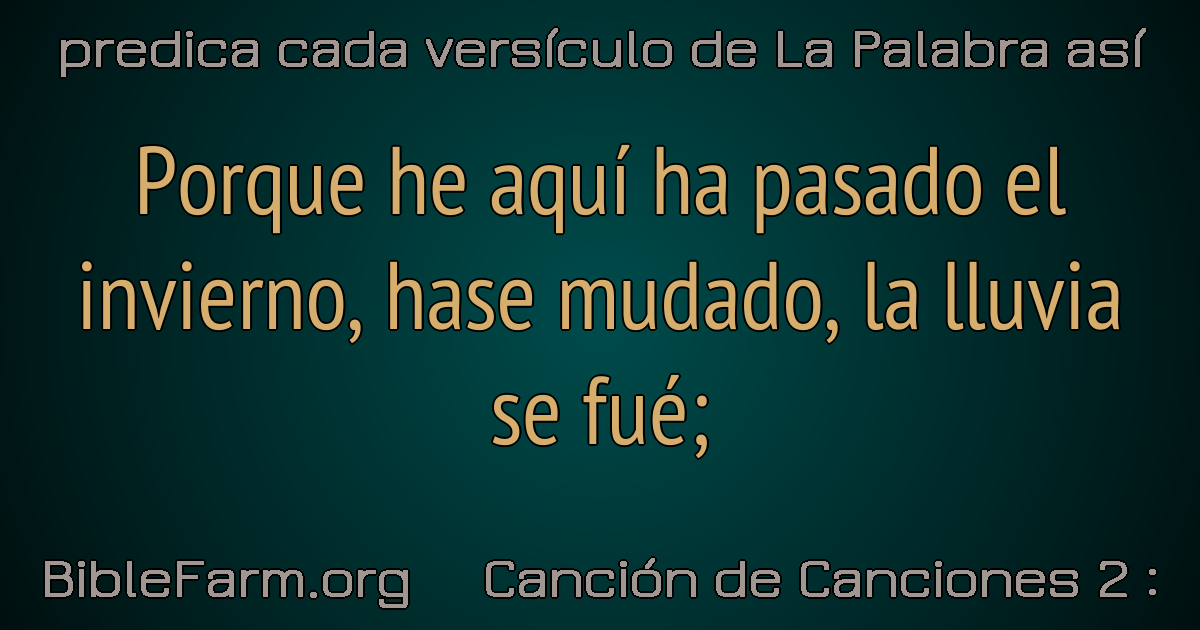 predica cada versículo de La Palabra así
Porque he aquí ha pasado el
invierno, hase mudado, la lluvia
se fué;
BibleFarm.org Canción de Canciones 2 :